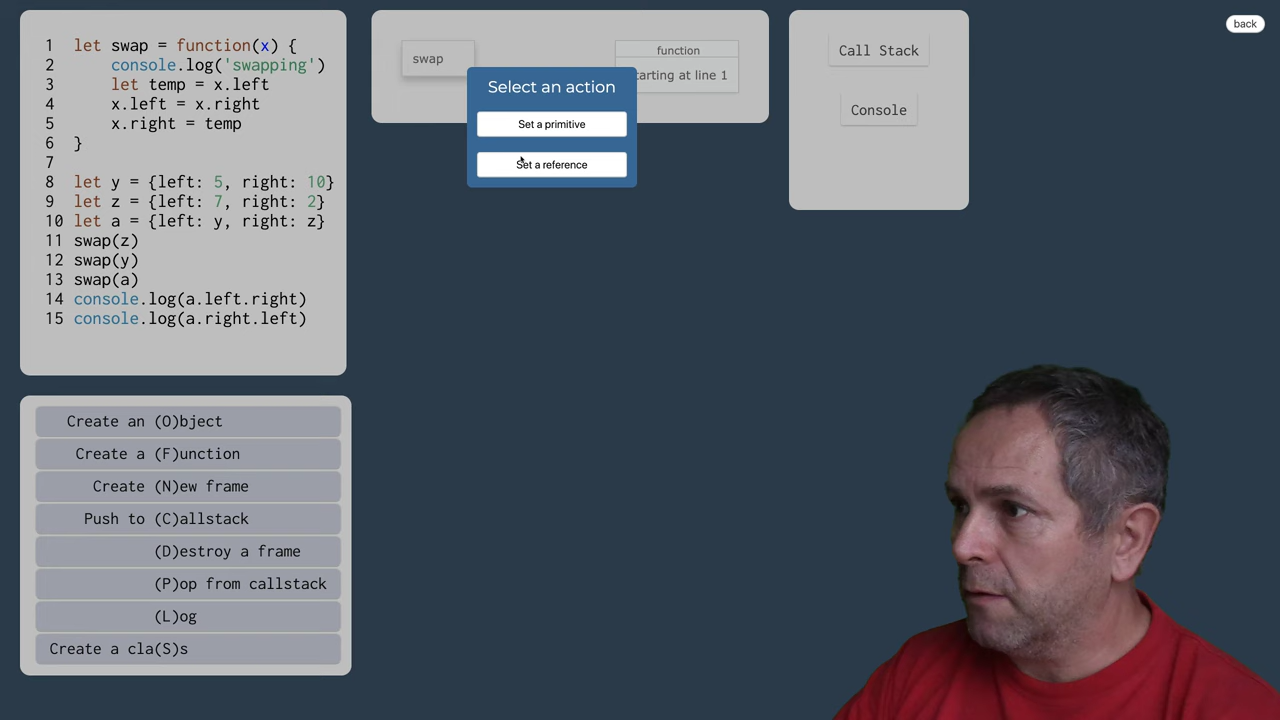 1 let swap = function(x) {
2 console.log('swapping')
3 let temp = x.left
4 x.left = x.right
5 x.right = temp
6 }
7
8 let y = {left: 5, right: 10}
9 let z = {left: 7, right: 2}
10 let a = {left: y, right: z}
11 swap(z)
12 swap(y)
13 swap(a)
14 console.log(a.left.right)
15 console.log(a.right.left)
Create an (O)bject
Create a (F)unction
Create (N)ew frame
Push to (C)allstack
(D)estroy a frame
(P)op from callstack
(L)og
Create a cla(S)s
swap
function
tarting at line 1
Select an action
Set a primitive
Set a reference
Call Stack
Console
back